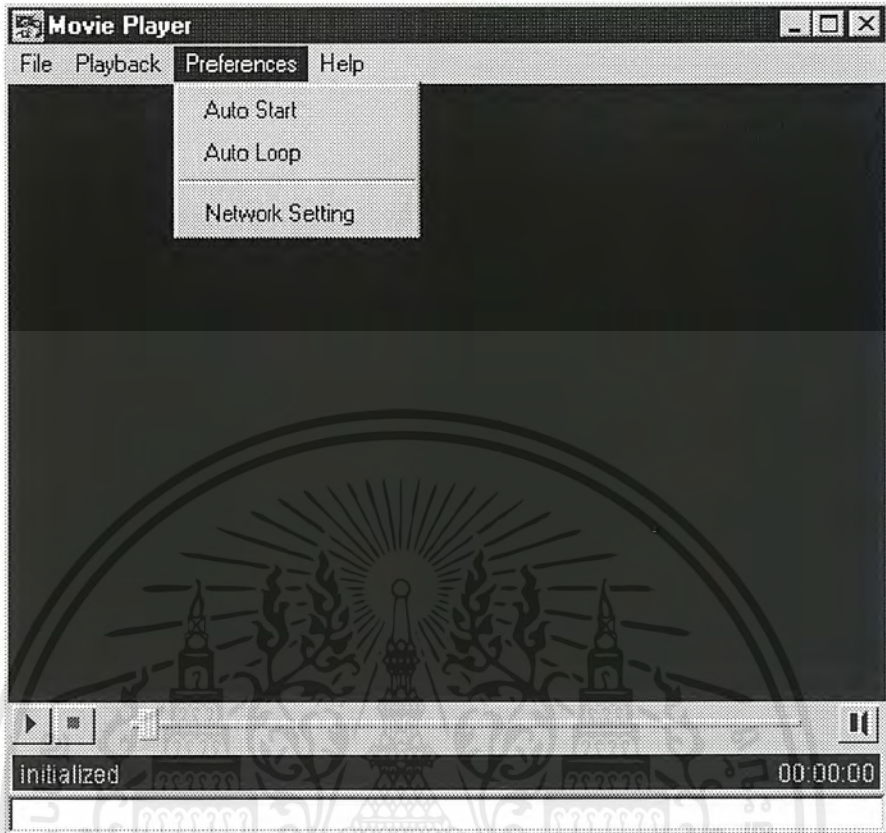 Movie Player
File Playback Preferences Help
Auto Start
Auto Loop
Network Setting
initialized 00:00:00